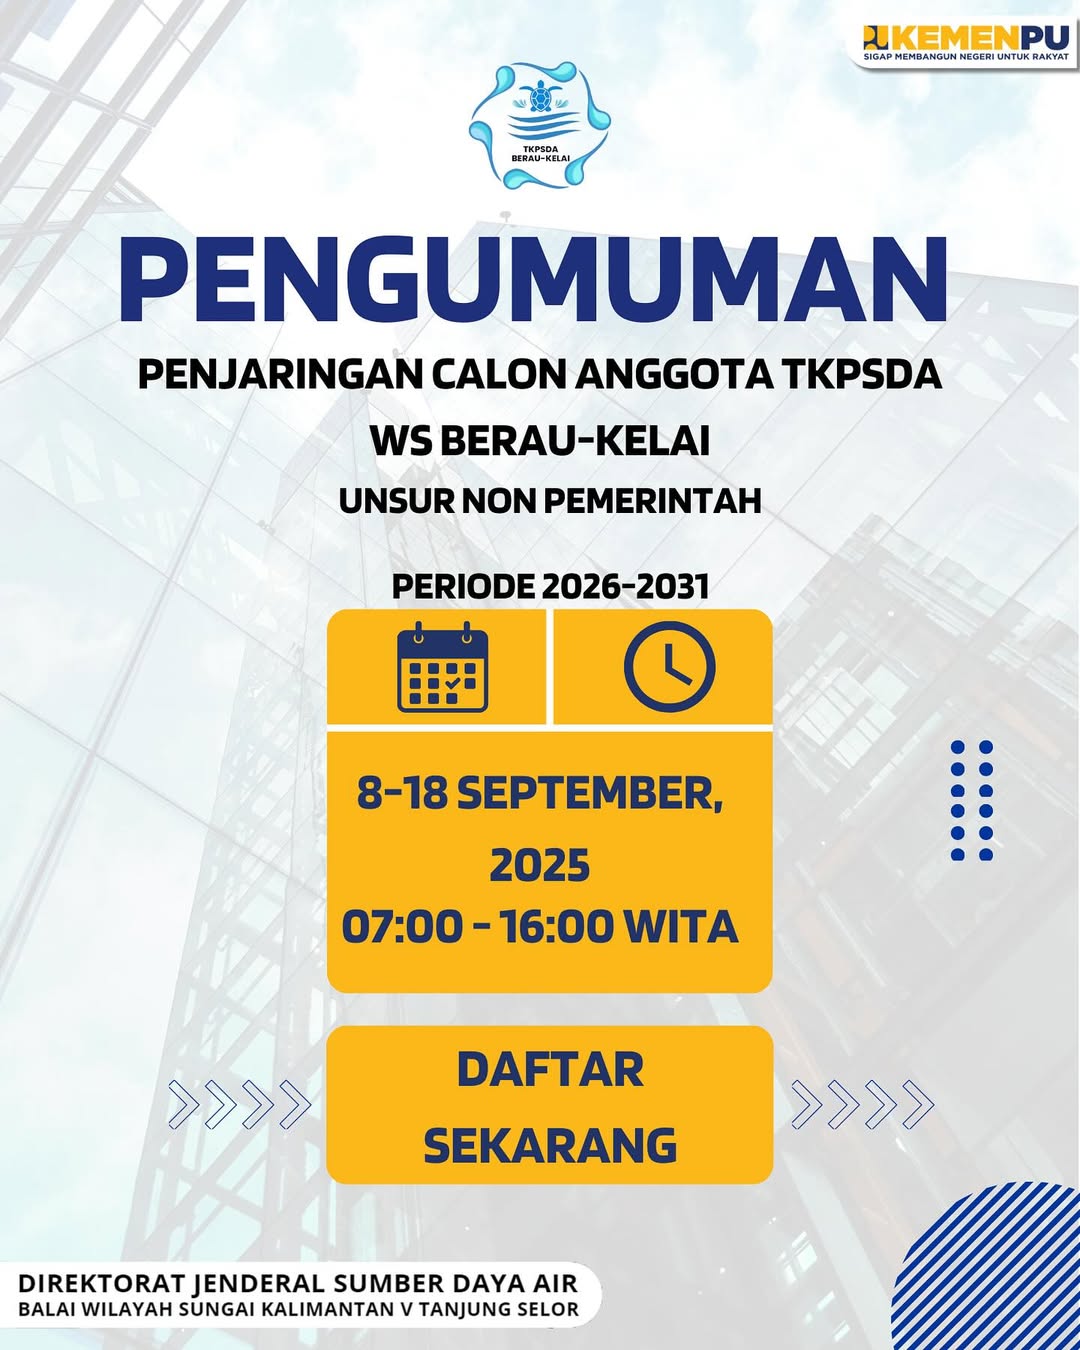 KEMENPU
SIGAP MEMBANGUN NEGERI UNTUK RAKYAT
TKPSDA
BERAU-KELAI
PENGUMUMAN
PENJARINGAN CALON ANGGOTA TKPSDA
WS BERAU-KELAI
UNSUR NON PEMERINTAH
PERIODE 2026-2031
8-18 SEPTEMBER,
2025
07:00 - 16:00 WITA
DAFTAR
SEKARANG
DIREKTORAT JENDERAL SUMBER DAYA AIR
BALAI WILAYAH SUNGAI KALIMANTAN V TANJUNG SELOR